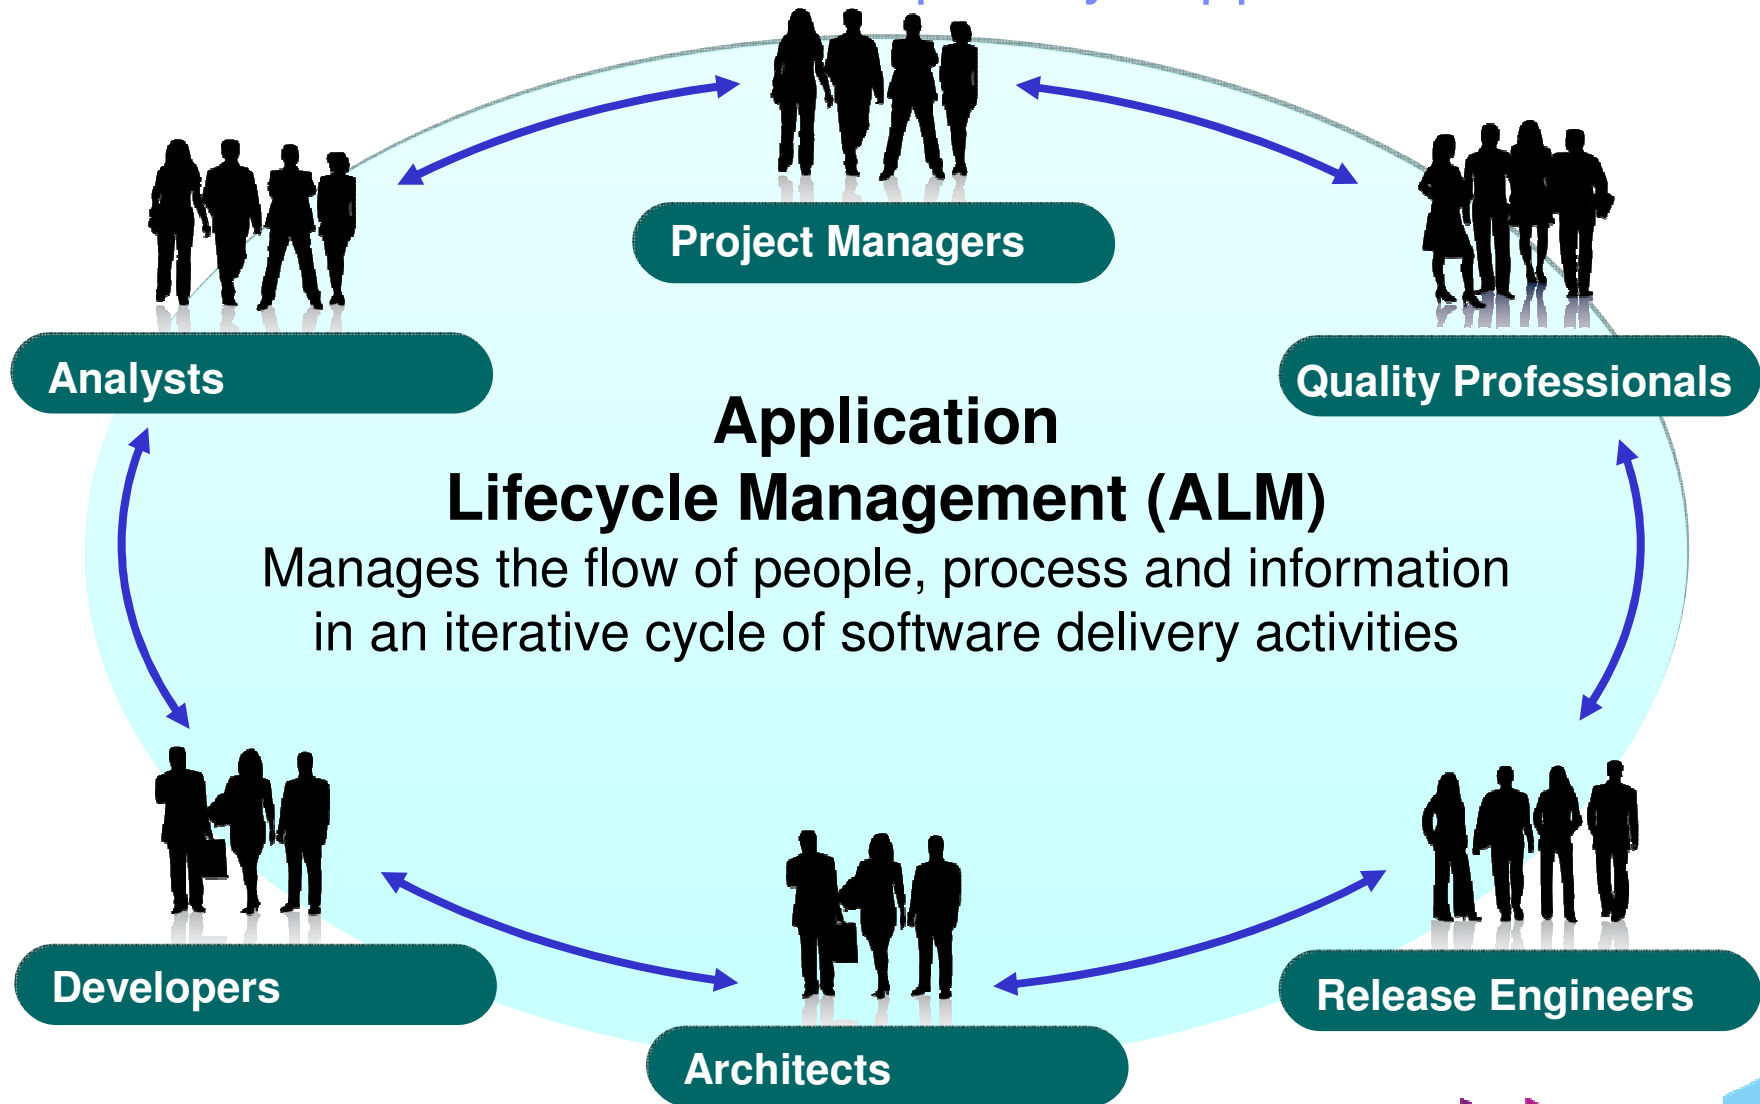 Project Managers
Analysts
Quality Professionals
Application
Lifecycle Management (ALM)
Manages the flow of people, process and information
in an iterative cycle of software delivery activities
Developers
Release Engineers
Architects